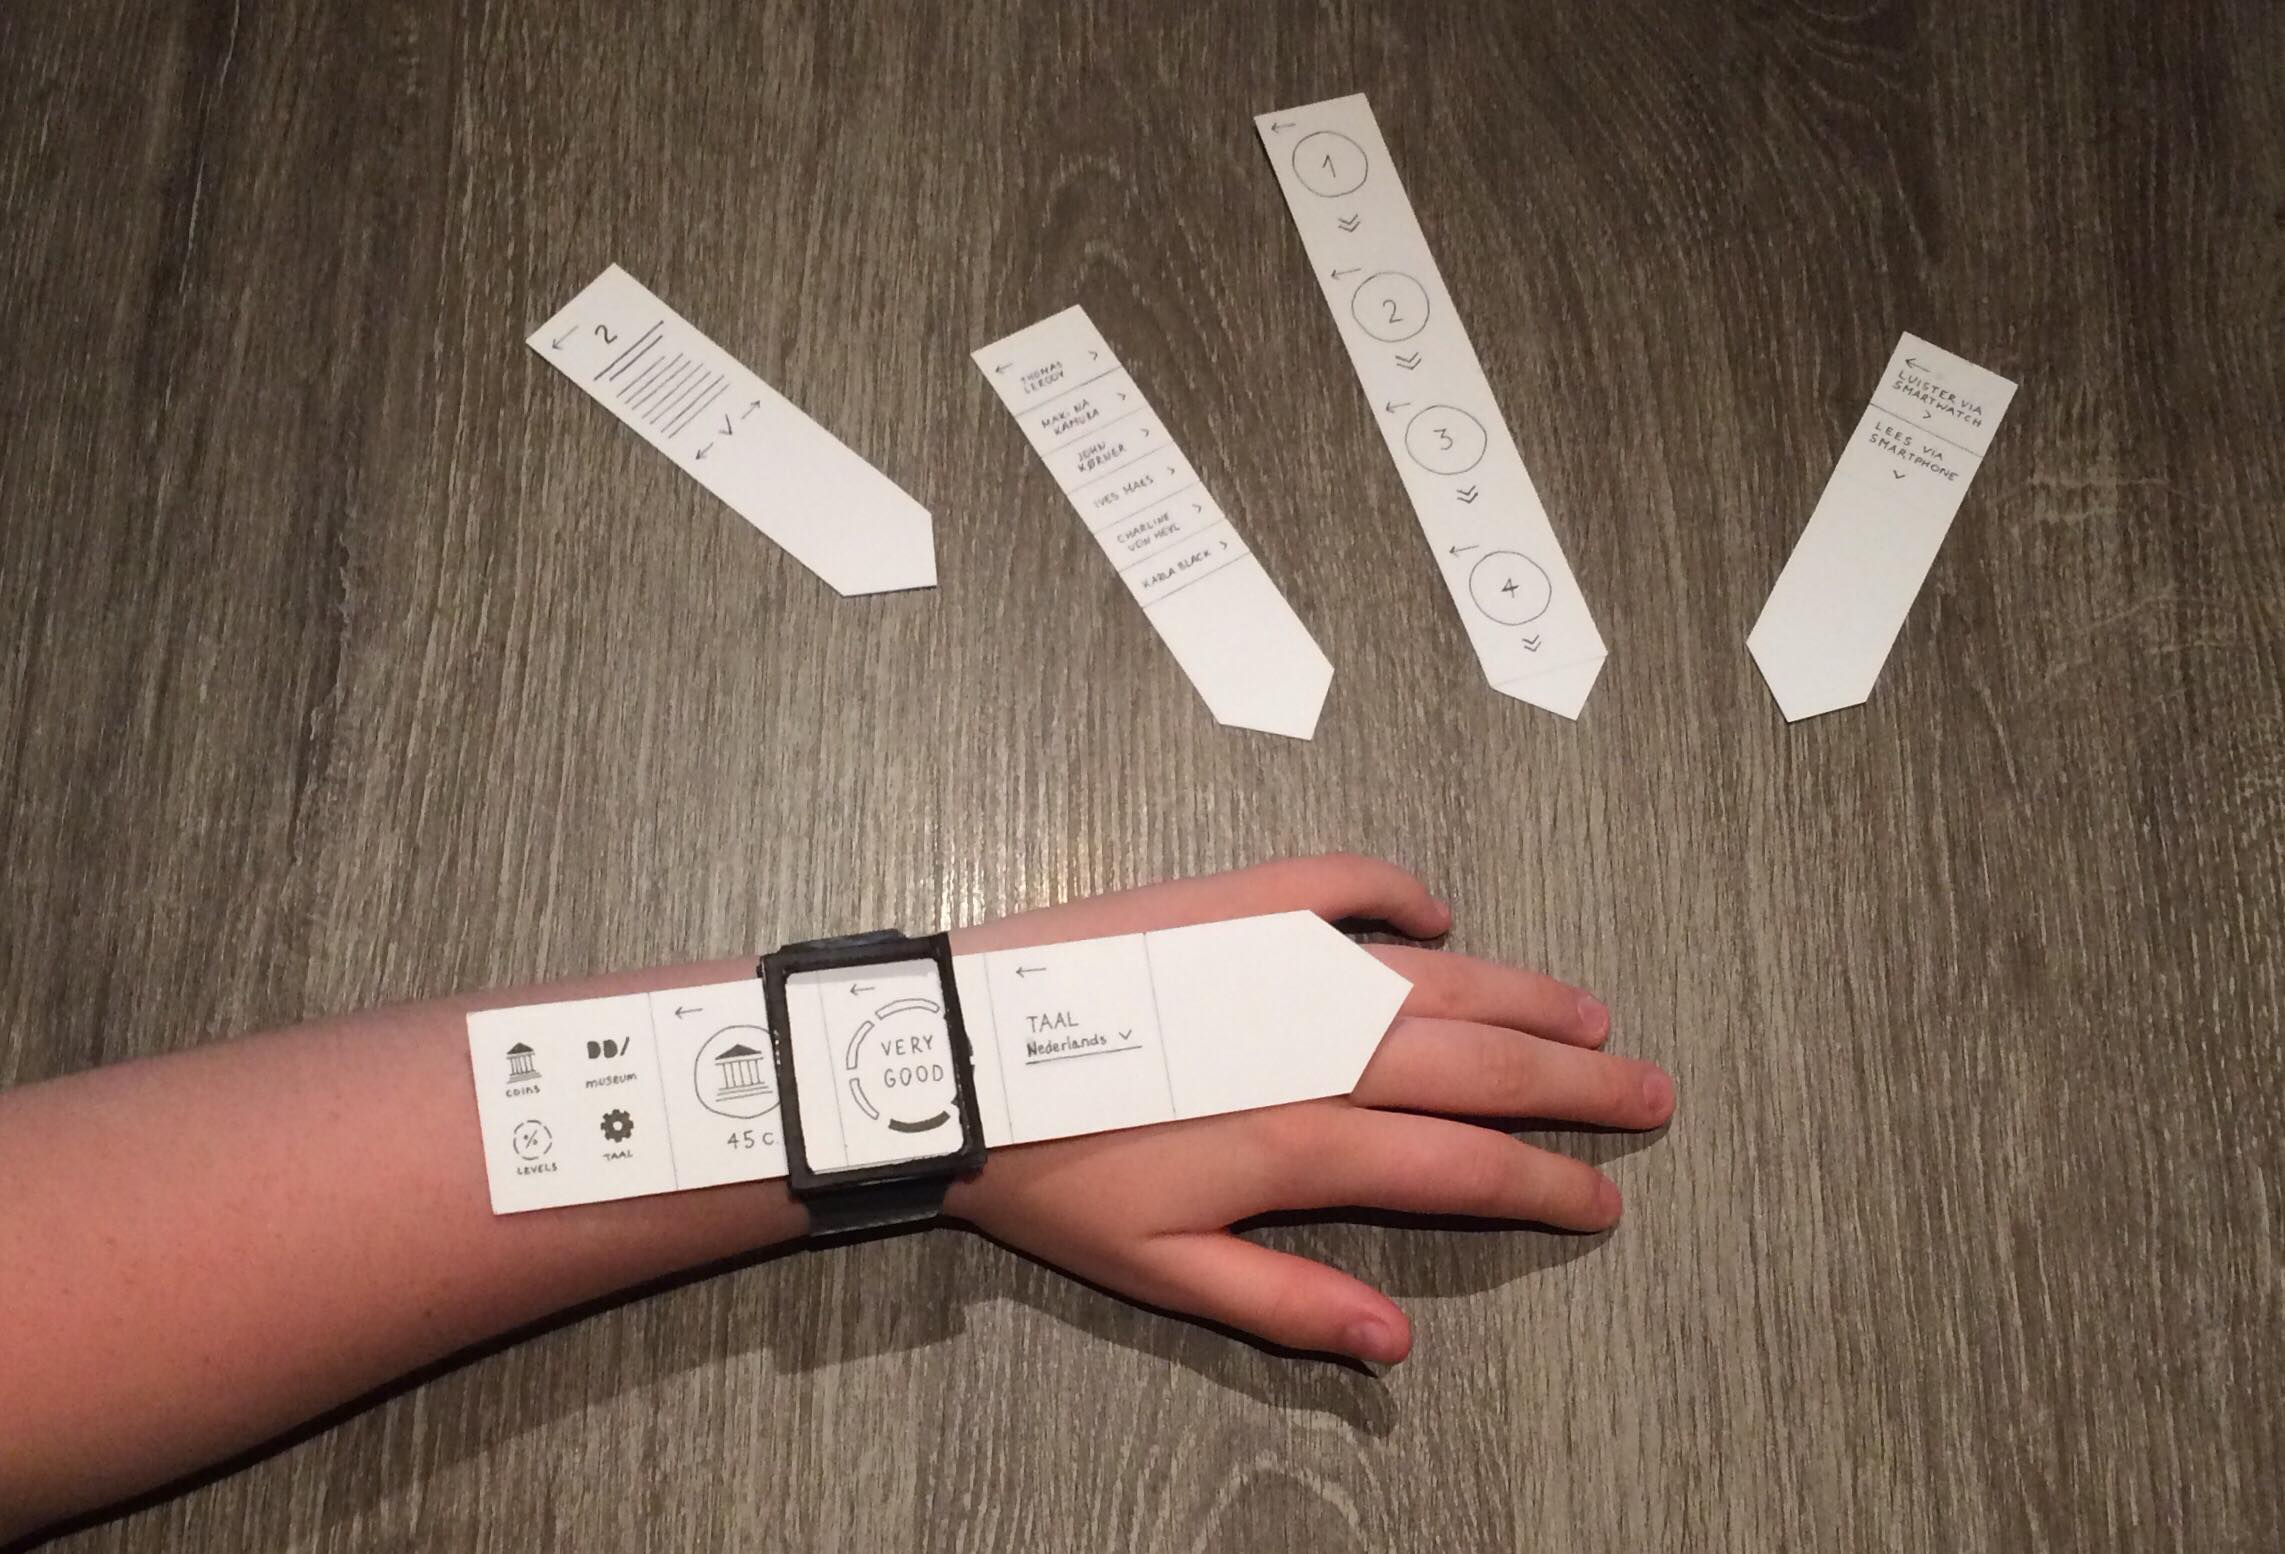 2
THOMAS
LEROOY
MAKI NA
KAMURA
JOHN
KØRNER
IVES MAES
CHARLINE
VON HEYL
KARLA BLACK
1
2
3
4
LUISTER VIA
SMARTWATCH
LEES VIA
SMARTPHONE
COINS
DD/
MUSEUM
%
LEVELS
TAAL
45 C.
VERY
GOOD
TAAL
Nederlands